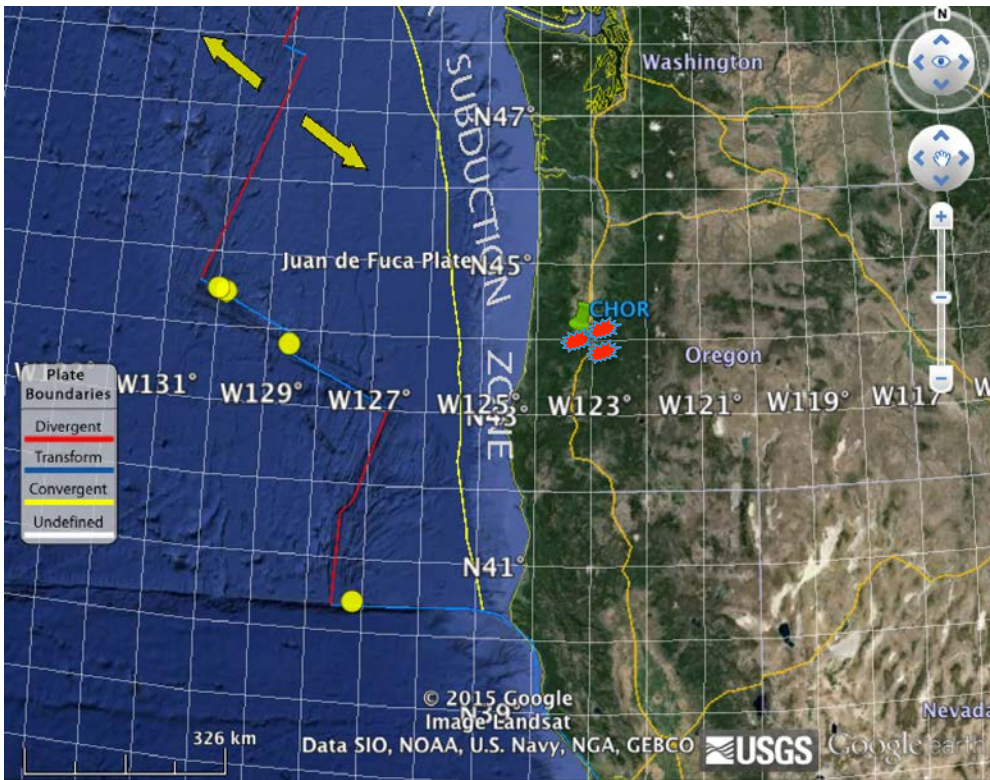 N
Washington
SUBDUCTION ZONE
N47°
Juan de Fuca Plate
N45°
CHOR
Oregon
W131°
W129°
W127°
W125°
W123°
W121°
W119°
W117
N43°
Plate
Boundaries
Divergent
Transform
Convergent
Undefined
N41°
© 2015 Google
N39°
Image Landsat
Nevada
326 km
Data SIO, NOAA, U.S. Navy, NGA, GEBCO
USGS
Google earth